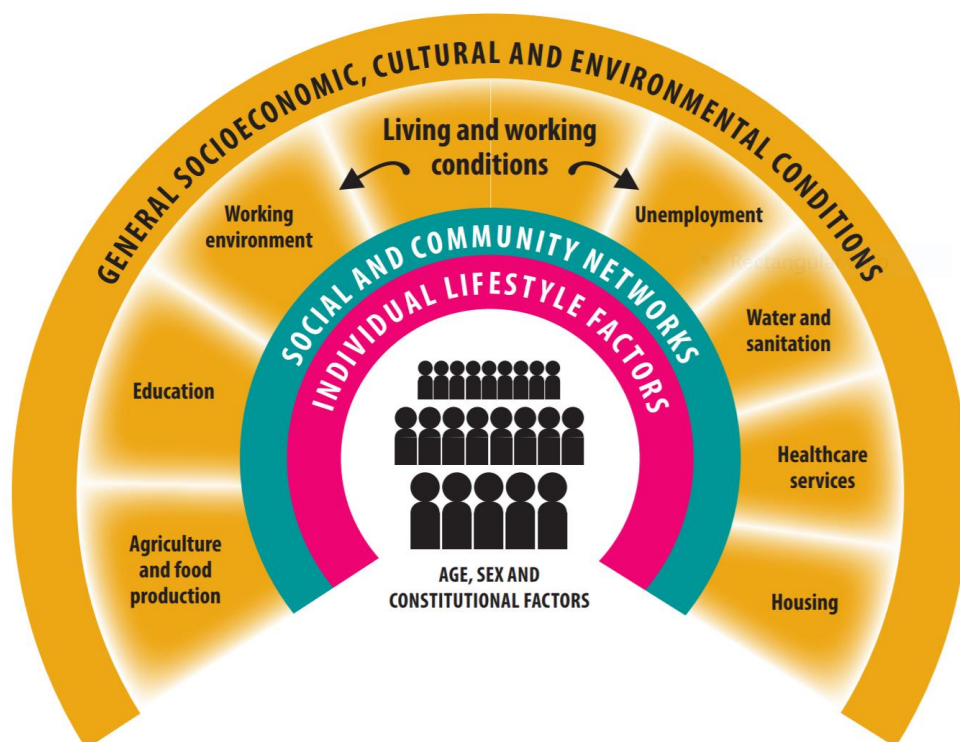 GENERAL SOCIOECONOMIC, CULTURAL AND ENVIRONMENTAL CONDITIONS
Living and working
conditions
Working
environment
Unemployment
Education
Water and
sanitation
Agriculture
and food
production
Healthcare
services
Housing
SOCIAL AND COMMUNITY NETWORKS
INDIVIDUAL LIFESTYLE FACTORS
AGE, SEX AND
CONSTITUTIONAL FACTORS